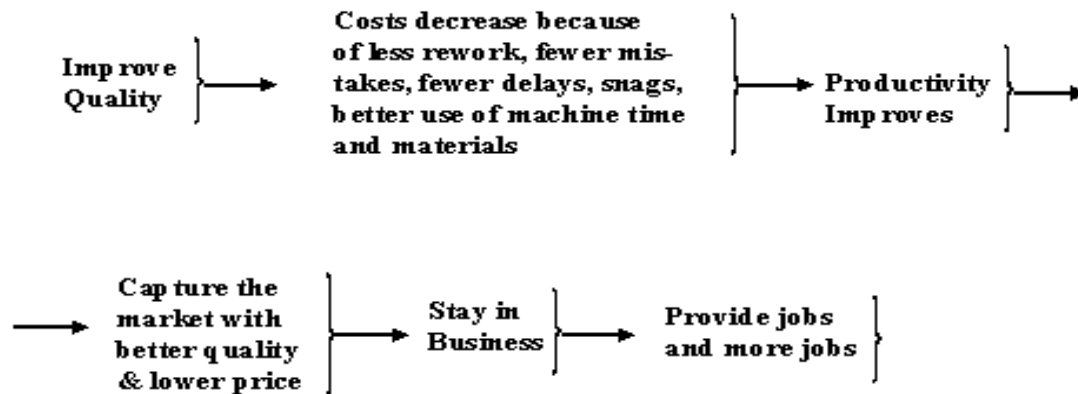 Improve
Quality
Costs decrease because
of less rework, fewer mis-
takes, fewer delays, snags,
better use of machine time
and materials
Productivity
Improves
Capture the
market with
better quality
& lower price
Stay in
Business
Provide jobs
and more jobs